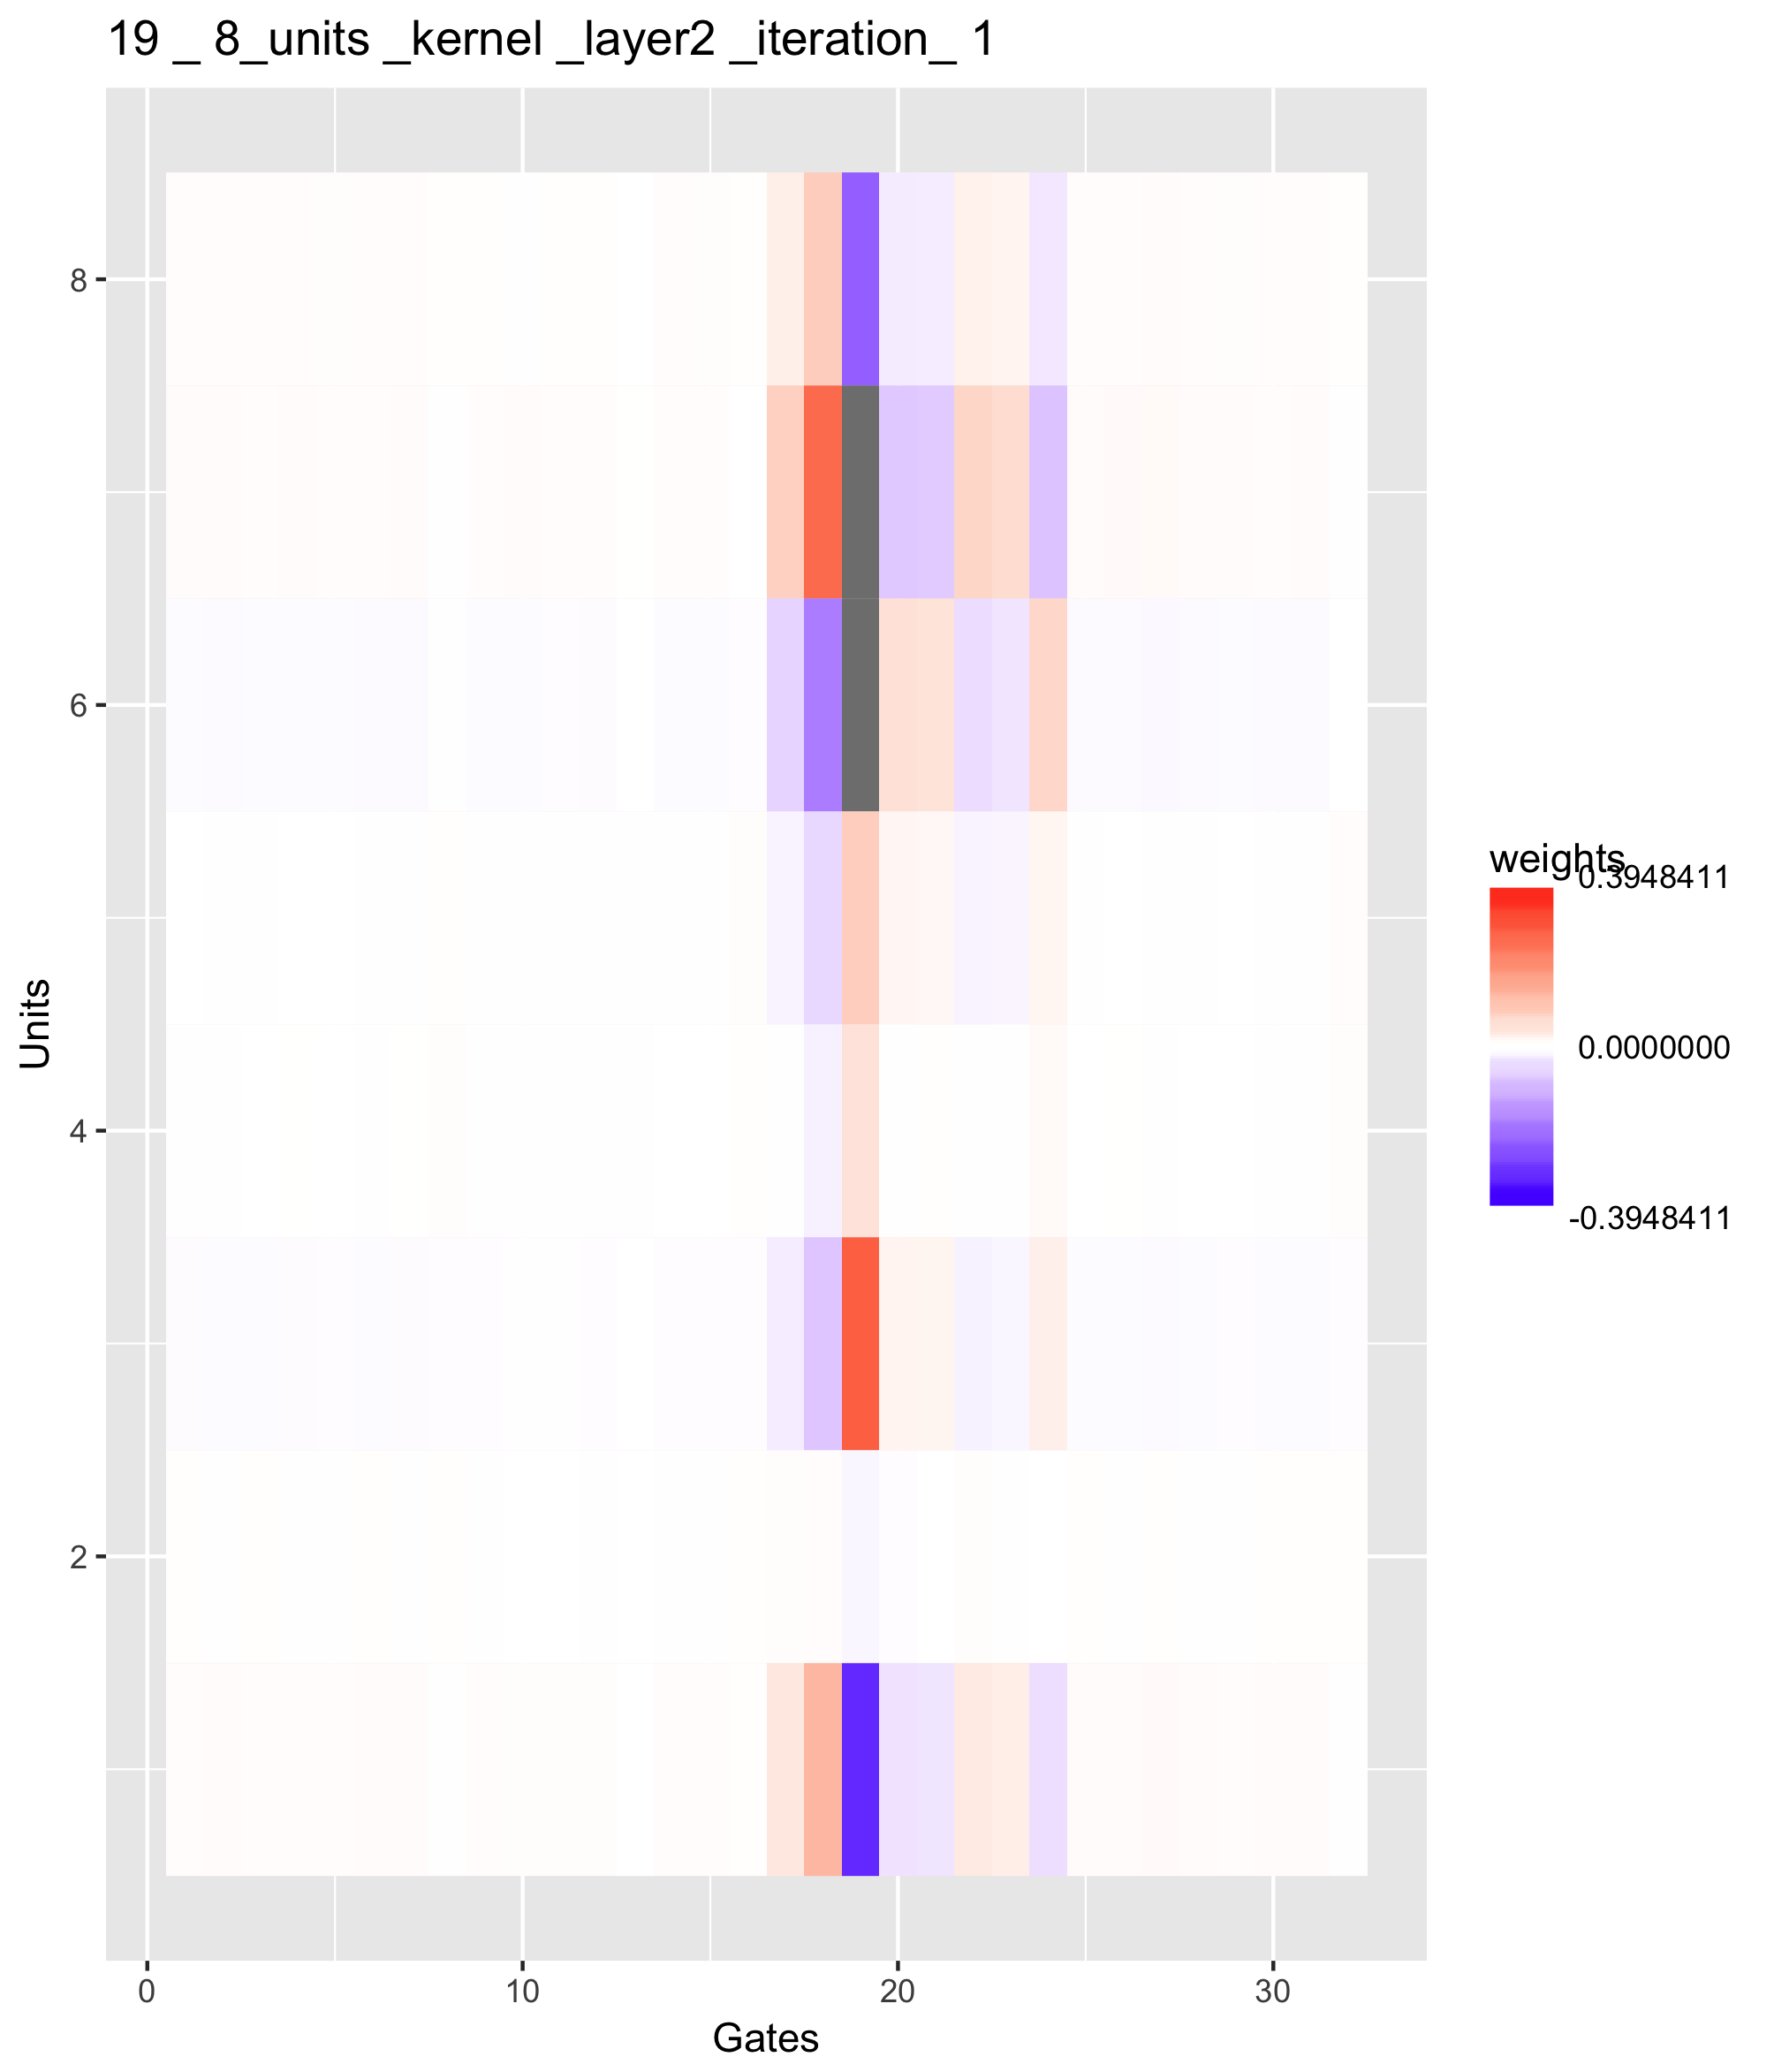 19 _ 8_units _kernel _layer2 _iteration_ 1
8
6
4
2
Units
0
10
20
30
Gates
weights
0.3948411
0.0000000
-0.3948411